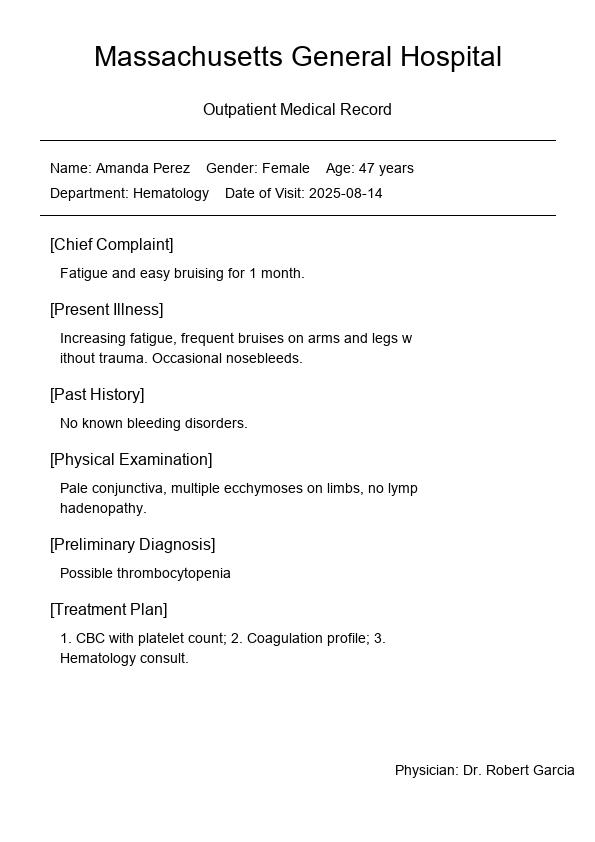 Massachusetts General Hospital
Outpatient Medical Record
Name: Amanda Perez    Gender: Female    Age: 47 years
Department: Hematology    Date of Visit: 2025-08-14
[Chief Complaint]
Fatigue and easy bruising for 1 month.
[Present Illness]
Increasing fatigue, frequent bruises on arms and legs w
ithout trauma. Occasional nosebleeds.
[Past History]
No known bleeding disorders.
[Physical Examination]
Pale conjunctiva, multiple ecchymoses on limbs, no lymp
hadenopathy.
[Preliminary Diagnosis]
Possible thrombocytopenia
[Treatment Plan]
1. CBC with platelet count; 2. Coagulation profile; 3.
Hematology consult.
Physician: Dr. Robert Garcia